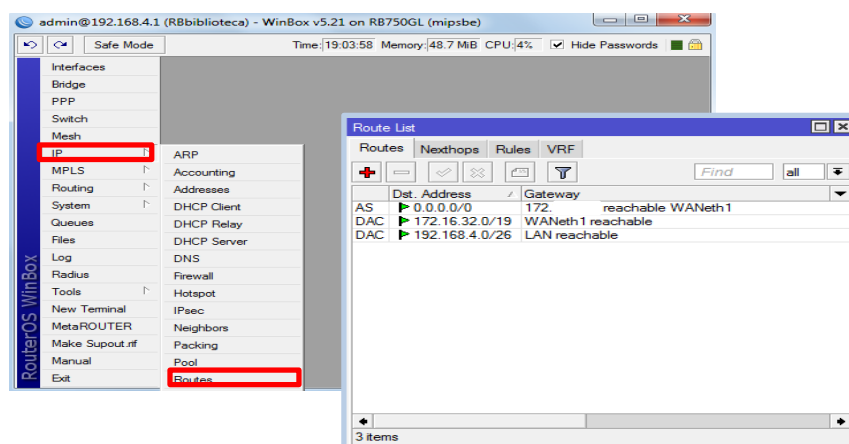 admin@192.168.4.1 (RBbiblioteca) - WinBox v5.21 on RB750GL (mipsbe)
Safe Mode Time: 19:03:58 Memory: 48.7 MiB CPU: 4% Hide Passwords
RouterOS WinBox
Interfaces
Bridge
PPP
Switch
Mesh
IP
MPLS
Routing
System
Queues
Files
Log
Radius
Tools
New Terminal
MetaROUTER
Make Supout.rif
Manual
Exit
ARP
Accounting
Addresses
DHCP Client
DHCP Relay
DHCP Server
DNS
Firewall
Hotspot
IPsec
Neighbors
Packing
Pool
Routes
Route List
Routes Nexthops Rules VRF
Find all
Dst. Address Gateway
AS 0.0.0.0/0 172. reachable WANeth1
DAC 172.16.32.0/19 WANeth1 reachable
DAC 192.168.4.0/26 LAN reachable
3 items